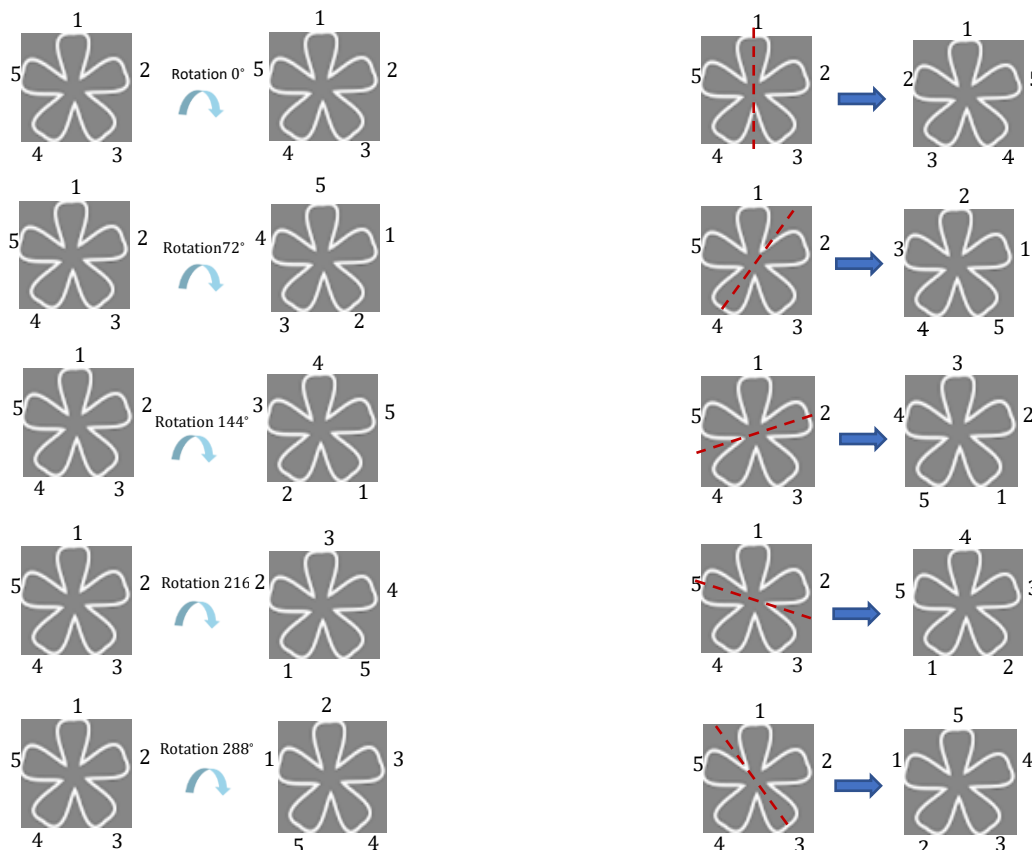 1 1
5 2 Rotation 0° 5 2
4 3 4 3
1 5
5 2 Rotation72° 4 1
4 3 3 2
1 4
5 2 Rotation 144° 3 5
4 3 2 1
1 3
5 2 Rotation 216 2 4
4 3 1 5
1 2
5 2 Rotation 288° 1 3
4 3 5 4
1 1
5 2 2 5
4 3 3 4
1 2
5 2 3 1
4 3 4 5
1 3
5 2 4 2
4 3 5 1
1 4
5 2 5 3
4 3 1 2
1 5
5 2 1 4
4 3 2 3